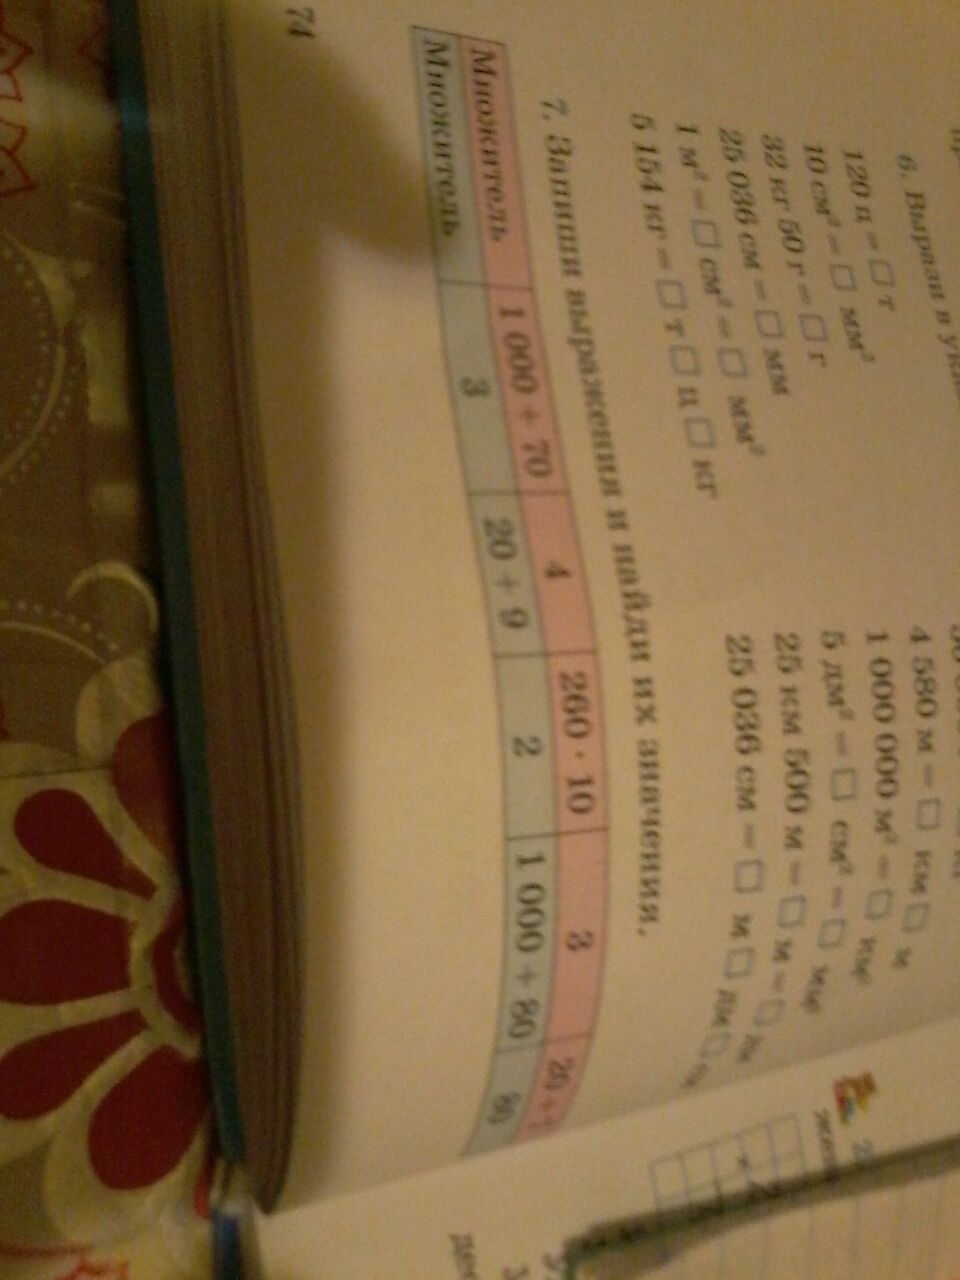 6. Вырази в
120 ц = □ т
10 см² = □ мм²
32 кг 50 г = □ г
25 036 см = □ мм
1 м² = □ см² = □ мм²
5 154 кг = □ т □ ц □ кг
4 580 м = □ км □ м
1 000 000 м² = □ км²
5 дм² = □ см² = □ мм²
25 км 500 м = □ м = □ дм
25 036 см = □ м □ дм □ см
7. Запиши выражения и найди их значения.
Множитель 1 000 + 70 4 260 · 10 3
Множитель 3 20 + 9 2 1 000 + 80 80
74